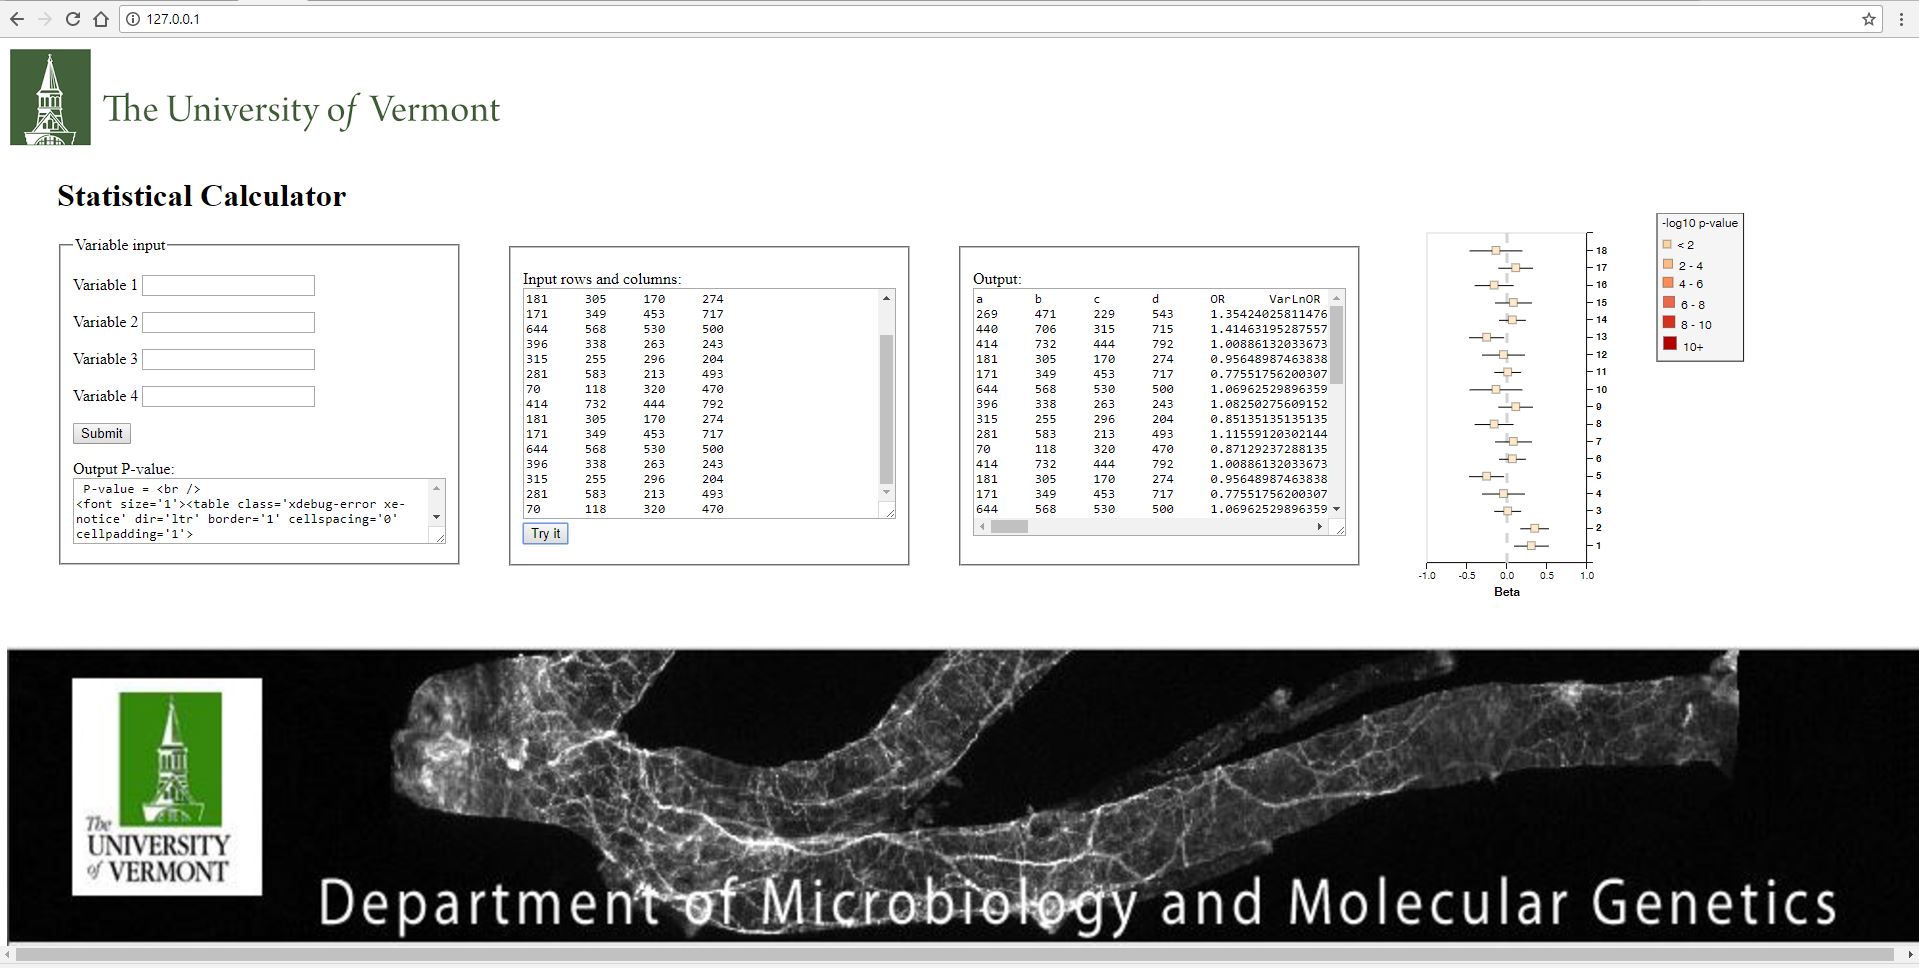 127.0.0.1
The University of Vermont
Statistical Calculator
Variable input
Variable 1
Variable 2
Variable 3
Variable 4
Submit
Output P-value:
P-value = <br />
<font size='1'><table class='xdebug-error xe-
notice' dir='ltr' border='1' cellspacing='0'
cellpadding='1'>
Input rows and columns:
181 305 170 274
171 349 453 717
644 568 530 500
396 338 263 243
315 255 296 204
281 583 213 493
70 118 320 470
414 732 444 792
181 305 170 274
171 349 453 717
644 568 530 500
396 338 263 243
315 255 296 204
281 583 213 493
70 118 320 470
Try it
Output:
a b c d OR VarLnOR
269 471 229 543 1.35424025811476
440 706 315 715 1.41463195287557
414 732 444 792 1.00886132033673
181 305 170 274 0.95648987463838
171 349 453 717 0.77551756200307
644 568 530 500 1.06962529896359
396 338 263 243 1.08250275609152
315 255 296 204 0.85135135135135
281 583 213 493 1.11559120302144
70 118 320 470 0.87129237288135
414 732 444 792 1.00886132033673
181 305 170 274 0.95648987463838
171 349 453 717 0.77551756200307
644 568 530 500 1.06962529896359
18
17
16
15
14
13
12
11
10
9
8
7
6
5
4
3
2
1
-1.0 -0.5 0.0 0.5 1.0
Beta
-log10 p-value
< 2
2 - 4
4 - 6
6 - 8
8 - 10
10+
The
UNIVERSITY
of VERMONT
Department of Microbiology and Molecular Genetics